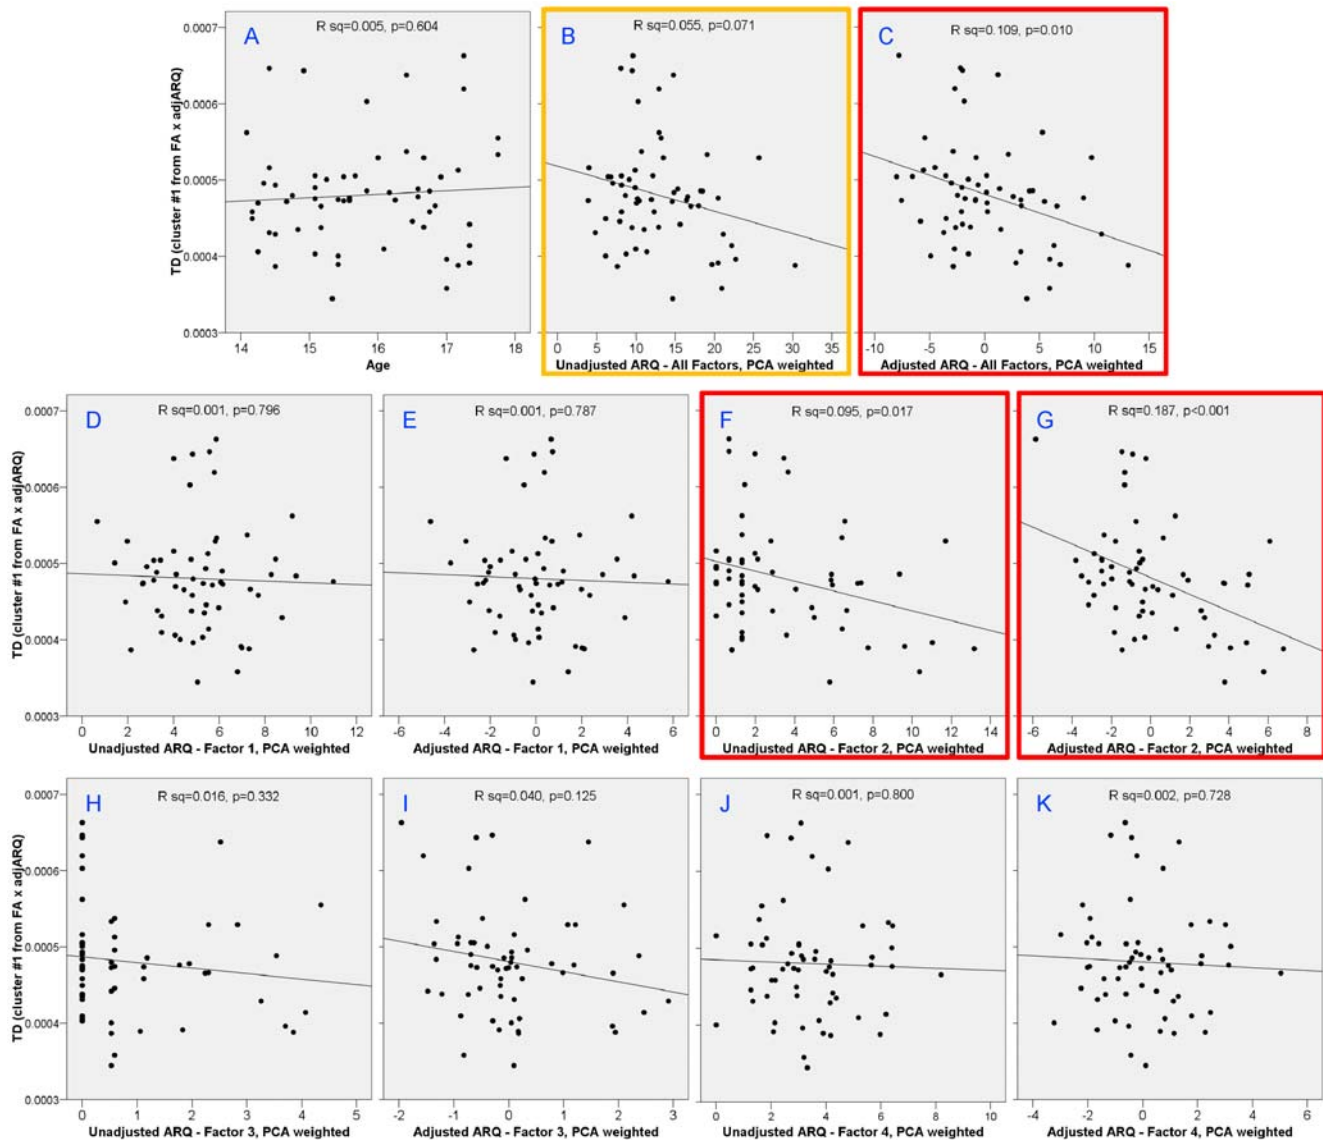 A R sq=0.005, p=0.604
B R sq=0.055, p=0.071
C R sq=0.109, p=0.010
TD (cluster #1 from FA x adjARQ)
0.0007
0.0006
0.0005
0.0004
0.0003
14 15 16 17 18
0 5 10 15 20 25 30 35
-10 -5 0 5 10 15
Age
Unadjusted ARQ - All Factors, PCA weighted
Adjusted ARQ - All Factors, PCA weighted
D R sq=0.001, p=0.796
E R sq=0.001, p=0.787
F R sq=0.095, p=0.017
G R sq=0.187, p<0.001
TD (cluster #1 from FA x adjARQ)
0.0007
0.0006
0.0005
0.0004
0.0003
0 2 4 6 8 10 12
-6 -4 -2 0 2 4 6
0 2 4 6 8 10 12 14
-6 -4 -2 0 2 4 6 8
Unadjusted ARQ - Factor 1, PCA weighted
Adjusted ARQ - Factor 1, PCA weighted
Unadjusted ARQ - Factor 2, PCA weighted
Adjusted ARQ - Factor 2, PCA weighted
H R sq=0.016, p=0.332
I R sq=0.040, p=0.125
J R sq=0.001, p=0.800
K R sq=0.002, p=0.728
TD (cluster #1 from FA x adjARQ)
0.0007
0.0006
0.0005
0.0004
0.0003
0 1 2 3 4 5
-2 -1 0 1 2 3
0 2 4 6 8 10
-4 -2 0 2 4 6
Unadjusted ARQ - Factor 3, PCA weighted
Adjusted ARQ - Factor 3, PCA weighted
Unadjusted ARQ - Factor 4, PCA weighted
Adjusted ARQ - Factor 4, PCA weighted